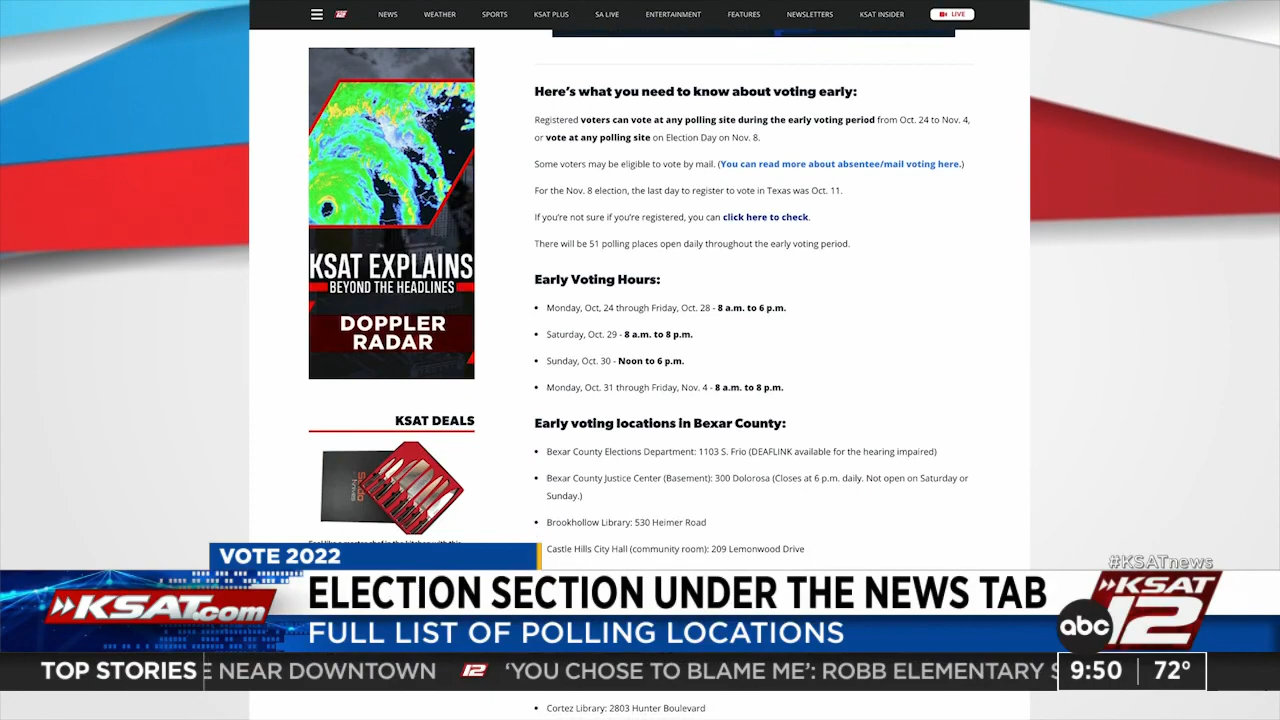 NEWS WEATHER SPORTS KSAT PLUS SA LIVE ENTERTAINMENT FEATURES NEWSLETTERS KSAT INSIDER LIVE
KSAT EXPLAINS
BEYOND THE HEADLINES
DOPPLER
RADAR
KSAT DEALS
Here's what you need to know about voting early:
Registered voters can vote at any polling site during the early voting period from Oct. 24 to Nov. 4,
or vote at any polling site on Election Day on Nov. 8.
Some voters may be eligible to vote by mail. (You can read more about absentee/mail voting here.)
For the Nov. 8 election, the last day to register to vote in Texas was Oct. 11.
If you're not sure if you're registered, you can click here to check.
There will be 51 polling places open daily throughout the early voting period.
Early Voting Hours:
• Monday, Oct, 24 through Friday, Oct. 28 - 8 a.m. to 6 p.m.
• Saturday, Oct. 29 - 8 a.m. to 8 p.m.
• Sunday, Oct. 30 - Noon to 6 p.m.
• Monday, Oct. 31 through Friday, Nov. 4 - 8 a.m. to 8 p.m.
Early voting locations in Bexar County:
• Bexar County Elections Department: 1103 S. Frio (DEAFLINK available for the hearing impaired)
• Bexar County Justice Center (Basement): 300 Dolorosa (Closes at 6 p.m. daily. Not open on Saturday or
Sunday.)
• Brookhollow Library: 530 Heimer Road
Castle Hills City Hall (community room): 209 Lemonwood Drive
VOTE 2022
#KSATnews
KSAT.com
ELECTION SECTION UNDER THE NEWS TAB
FULL LIST OF POLLING LOCATIONS
abc
KSAT
12
TOP STORIES
E NEAR DOWNTOWN 12 'YOU CHOSE TO BLAME ME': ROBB ELEMENTARY S
9:50 72°
Cortez Library: 2803 Hunter Boulevard